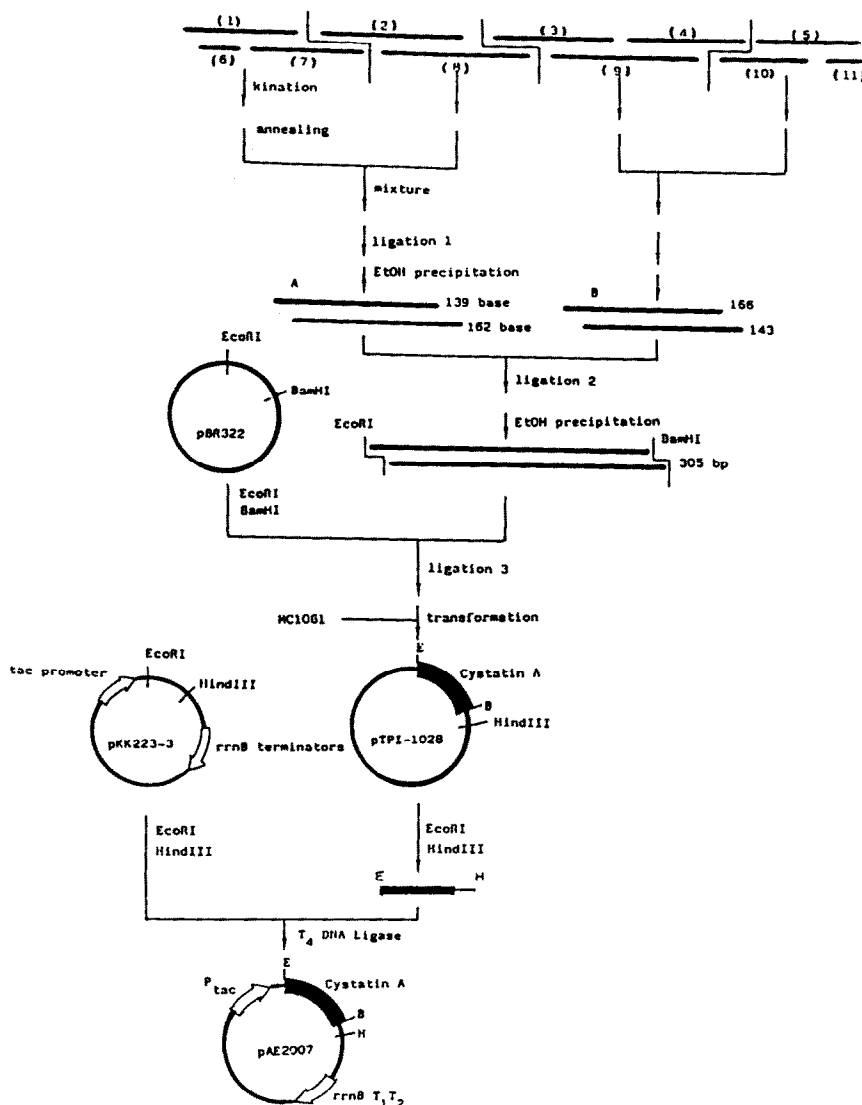 (1) (2) (3) (4) (5)
(6) (7) (8) (9) (10) (11)
kination
annealing
mixture
ligation 1
EtOH precipitation
A
139 base
162 base
B
166
143
EcoRI
BamHI
pBR322
ligation 2
EtOH precipitation
EcoRI
BamHI
305 bp
EcoRI
BamHI
ligation 3
MC1061
transformation
tac promoter
EcoRI
HindIII
pKK223-3
rrnB terminators
E
Cystatin A
B
HindIII
pTPI-1028
EcoRI
HindIII
EcoRI
HindIII
E H
T4 DNA Ligase
E
Ptac
Cystatin A
B
H
pAE2007
rrnB T1T2